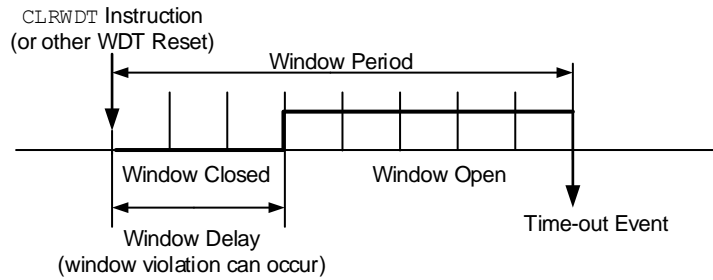 CLRWDT Instruction
(or other WDT Reset)
Window Period
Window Closed
Window Open
Time-out Event
Window Delay
(window violation can occur)